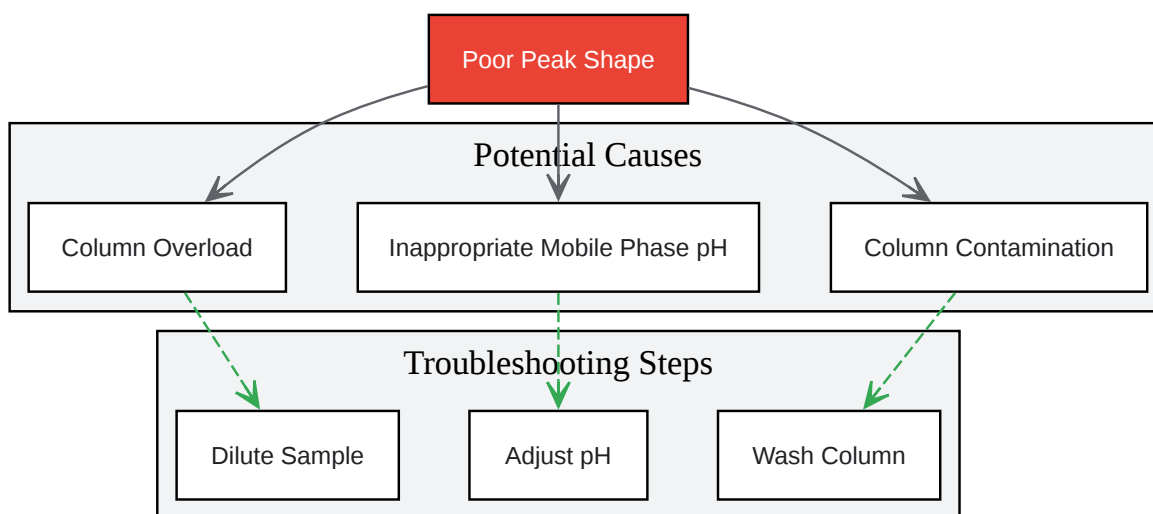 Poor Peak Shape
Potential Causes
Column Overload
Inappropriate Mobile Phase pH
Column Contamination
Troubleshooting Steps
Dilute Sample
Adjust pH
Wash Column